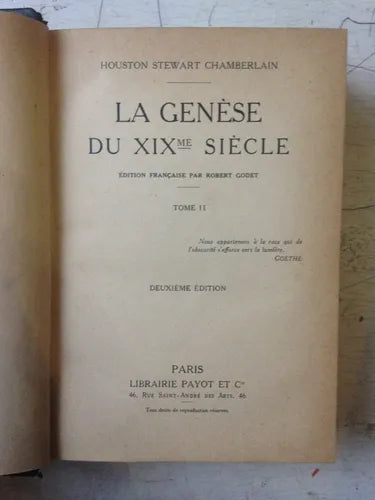 HOUSTON STEWART CHAMBERLAIN
LA GENÈSE
DU XIXME SIÈCLE
ÉDITION FRANÇAISE PAR ROBERT GODET
TOME II
Nous appartenons à la race qui de
l'obscurité s'efforce vers la lumière.
GOETHE.
DEUXIÈME ÉDITION
PARIS
LIBRAIRIE PAYOT ET Cie
46, RUE SAINT-ANDRÉ DES ARTS, 46
Tous droits de reproduction réservés.